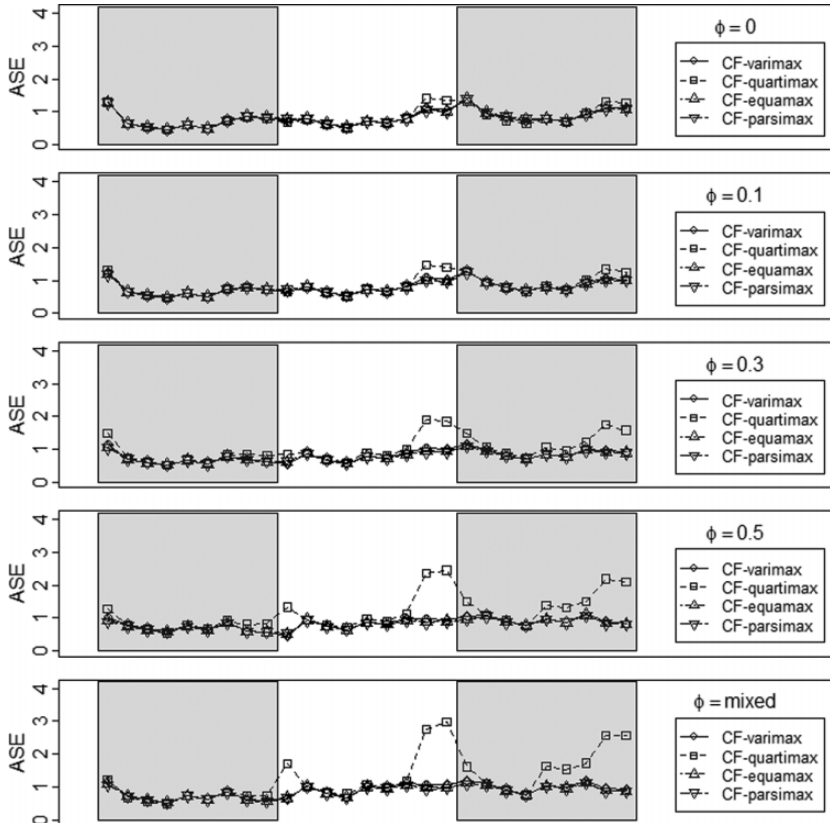 ASE
4
3
2
1
0
ϕ = 0
CF-varimax
CF-quartimax
CF-equamax
CF-parsimax
ASE
4
3
2
1
0
ϕ = 0.1
CF-varimax
CF-quartimax
CF-equamax
CF-parsimax
ASE
4
3
2
1
0
ϕ = 0.3
CF-varimax
CF-quartimax
CF-equamax
CF-parsimax
ASE
4
3
2
1
0
ϕ = 0.5
CF-varimax
CF-quartimax
CF-equamax
CF-parsimax
ASE
4
3
2
1
0
ϕ = mixed
CF-varimax
CF-quartimax
CF-equamax
CF-parsimax